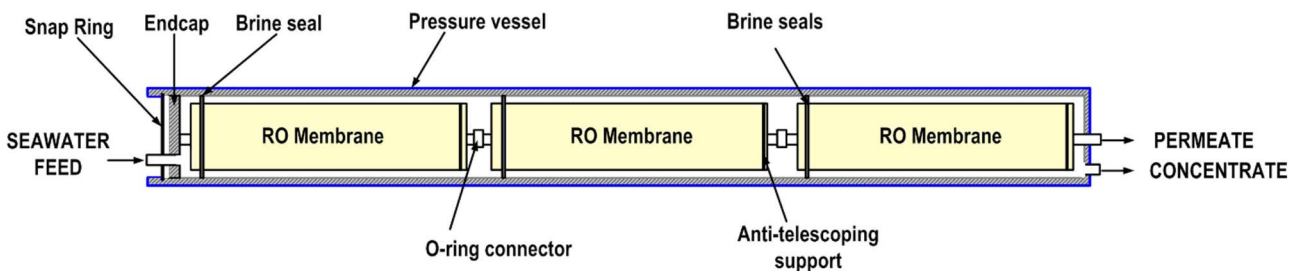 Snap Ring
Endcap
Brine seal
Pressure vessel
Brine seals
SEAWATER
FEED
RO Membrane
RO Membrane
RO Membrane
PERMEATE
CONCENTRATE
O-ring connector
Anti-telescoping
support